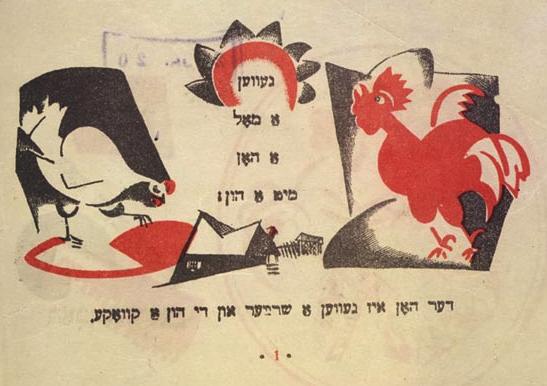 געווען
א מאָל
א האָן
מיט א הון:
דער האָן איז געווען א שרייער און די הון א קוואָקע.
• 1 •